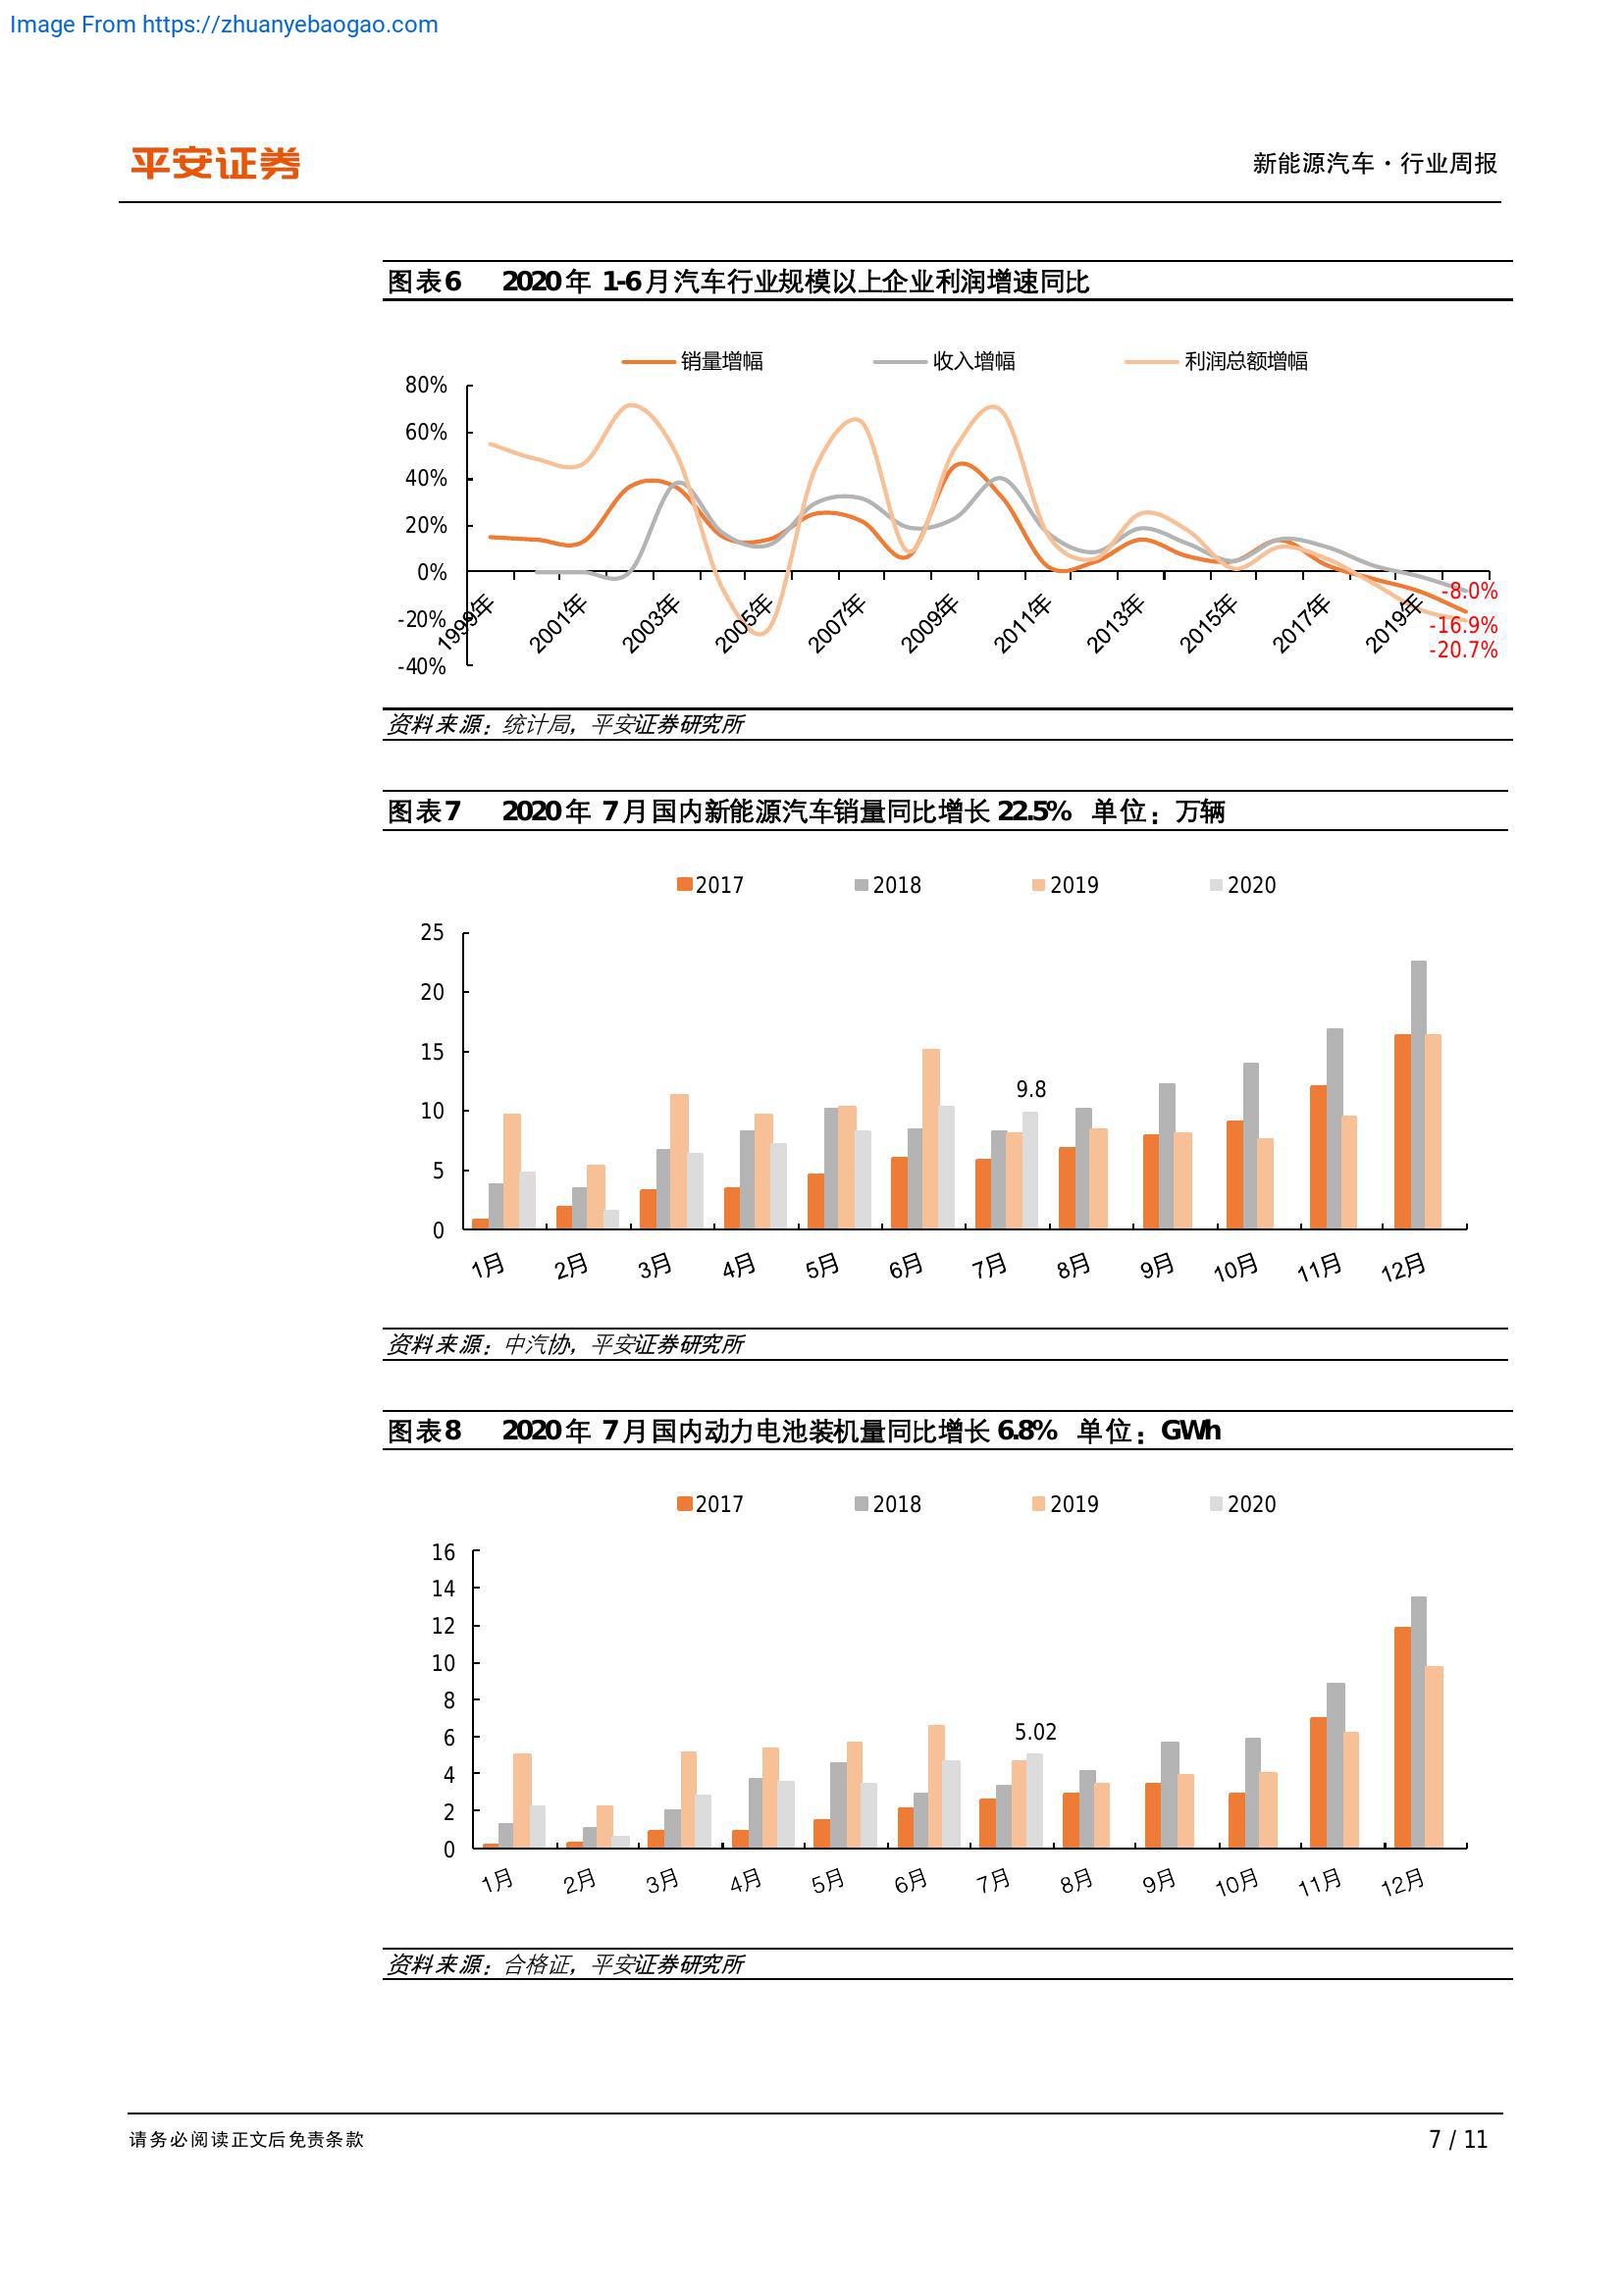 Image From https://zhuanyebaogao.com
平安证券
新能源汽车·行业周报
图表6 2020年 1-6月汽车行业规模以上企业利润增速同比
销量增幅 收入增幅 利润总额增幅
80%
60%
40%
20%
0%
-20%
-40%
1999年 2001年 2003年 2005年 2007年 2009年 2011年 2013年 2015年 2017年 2019年
-8.0%
-16.9%
-20.7%
资料来源：统计局，平安证券研究所
图表7 2020年 7月国内新能源汽车销量同比增长22.5% 单位：万辆
2017 2018 2019 2020
25
20
15
10
5
0
9.8
1月 2月 3月 4月 5月 6月 7月 8月 9月 10月 11月 12月
资料来源：中汽协，平安证券研究所
图表8 2020年 7月国内动力电池装机量同比增长6.8% 单位：GWh
2017 2018 2019 2020
16
14
12
10
8
6
4
2
0
5.02
1月 2月 3月 4月 5月 6月 7月 8月 9月 10月 11月 12月
资料来源：合格证，平安证券研究所
请务必阅读正文后免责条款
7 / 11